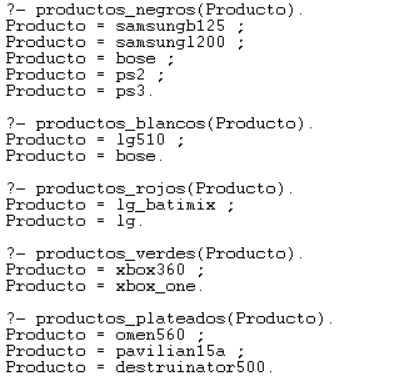 ?- productos_negros(Producto).
Producto = samsungb125 ;
Producto = samsung1200 ;
Producto = bose ;
Producto = ps2 ;
Producto = ps3.
?- productos_blancos(Producto).
Producto = lg510 ;
Producto = bose.
?- productos_rojos(Producto).
Producto = lg_batimix ;
Producto = lg.
?- productos_verdes(Producto).
Producto = xbox360 ;
Producto = xbox_one.
?- productos_plateados(Producto).
Producto = omen560 ;
Producto = pavilian15a ;
Producto = destruinator500.